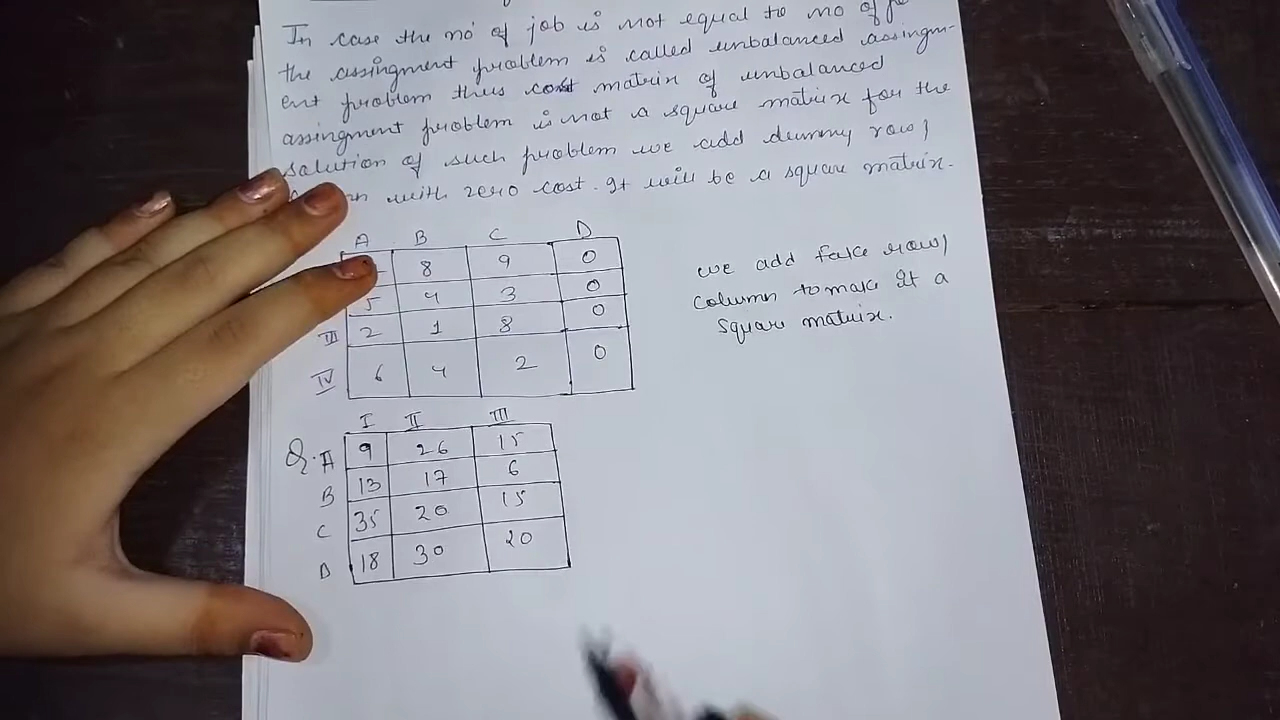 In case the no of job is not equal to no of
the assingment problem is called unbalanced assingm-
ent problem thus cost matrix of unbalanced
assingment problem is not a square matrix for the
solution of such problem we add dummy row/
with zero cost. It will be a square matrix.
A B C D
8 9 0
5 4 3 0
III 2 1 8 0
IV 6 4 2 0
we add fake row/
column to make it a
square matrix.
I II III
Q. A 9 26 15
B 13 17 6
C 35 20 15
D 18 30 20